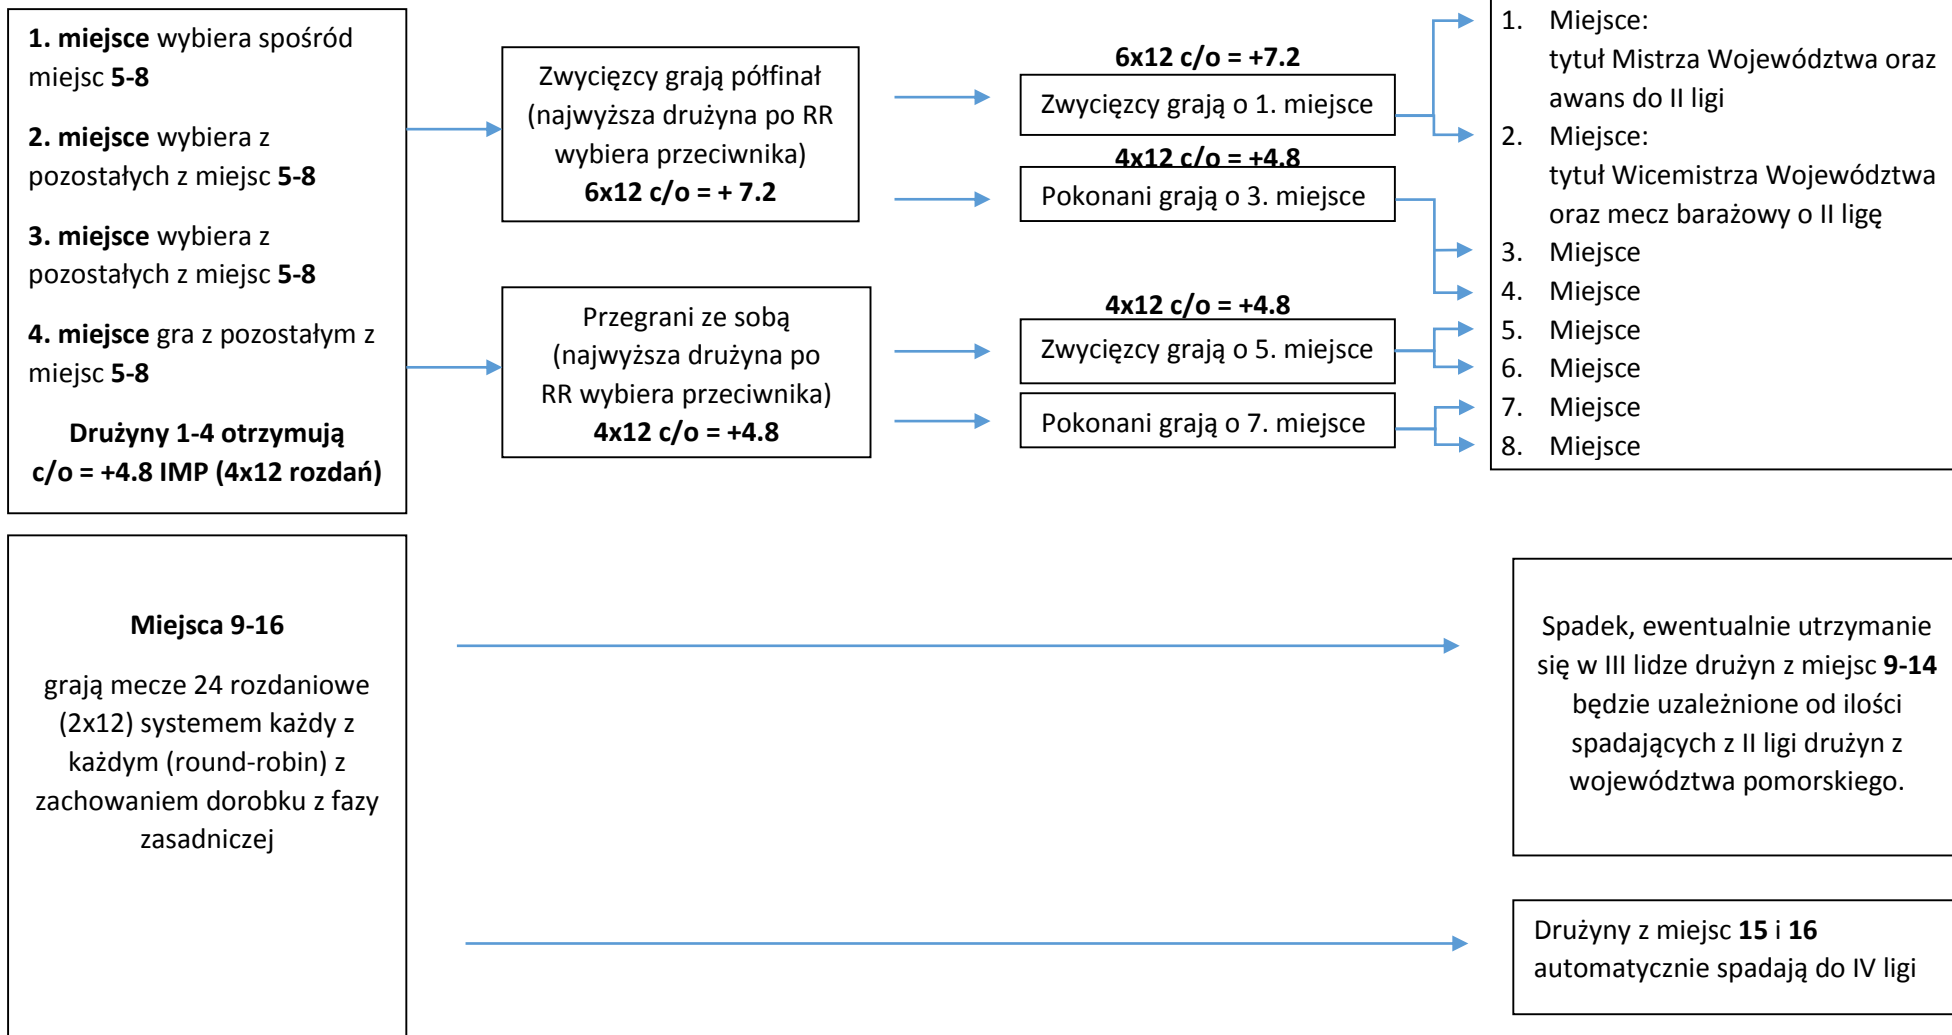 1. miejsce wybiera spośród
miejsc 5-8
2. miejsce wybiera z
pozostałych z miejsc 5-8
3. miejsce wybiera z
pozostałych z miejsc 5-8
4. miejsce gra z pozostałym z
miejsc 5-8
Drużyny 1-4 otrzymują
c/o = +4.8 IMP (4x12 rozdań)
Zwycięzcy grają półfinał
(najwyższa drużyna po RR
wybiera przeciwnika)
6x12 c/o = + 7.2
Przegrani ze sobą
(najwyższa drużyna po
RR wybiera przeciwnika)
4x12 c/o = +4.8
6x12 c/o = +7.2
Zwycięzcy grają o 1. miejsce
4x12 c/o = +4.8
Pokonani grają o 3. miejsce
4x12 c/o = +4.8
Zwycięzcy grają o 5. miejsce
Pokonani grają o 7. miejsce
1. Miejsce:
tytuł Mistrza Województwa oraz
awans do II ligi
2. Miejsce:
tytuł Wicemistrza Województwa
oraz mecz barażowy o II ligę
3. Miejsce
4. Miejsce
5. Miejsce
6. Miejsce
7. Miejsce
8. Miejsce
Miejsca 9-16
grają mecze 24 rozdaniowe
(2x12) systemem każdy z
każdym (round-robin) z
zachowaniem dorobku z fazy
zasadniczej
Spadek, ewentualnie utrzymanie
się w III lidze drużyn z miejsc 9-14
będzie uzależnione od ilości
spadających z II ligi drużyn z
województwa pomorskiego.
Drużyny z miejsc 15 i 16
automatycznie spadają do IV ligi